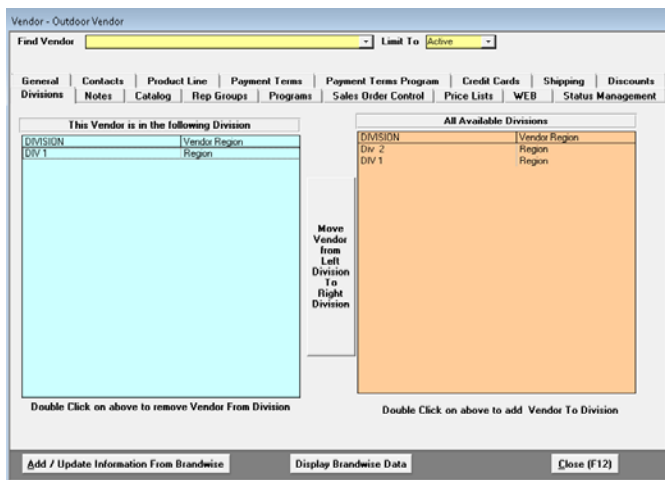 Vendor - Outdoor Vendor
Find Vendor Limit To Active
General Contacts Product Line Payment Terms Payment Terms Program Credit Cards Shipping Discounts
Divisions Notes Catalog Rep Groups Programs Sales Order Control Price Lists WEB Status Management
This Vendor is in the following Division
DIVISION Vendor Region
DIV 1 Region
Move
Vendor
from
Left
Division
To
Right
Division
All Available Divisions
DIVISION Vendor Region
Div 2 Region
DIV 1 Region
Double Click on above to remove Vendor From Division
Double Click on above to add Vendor To Division
Add / Update Information From Brandwise Display Brandwise Data Close (F12)